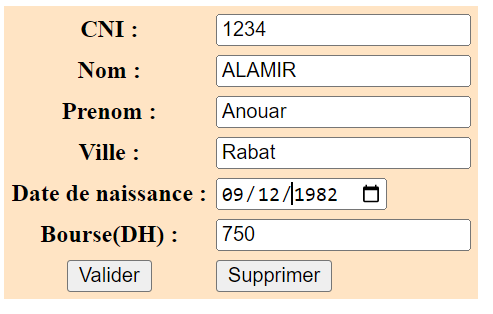 CNI : 1234
Nom : ALAMIR
Prenom : Anouar
Ville : Rabat
Date de naissance : 09/12/1982
Bourse(DH) : 750
Valider Supprimer